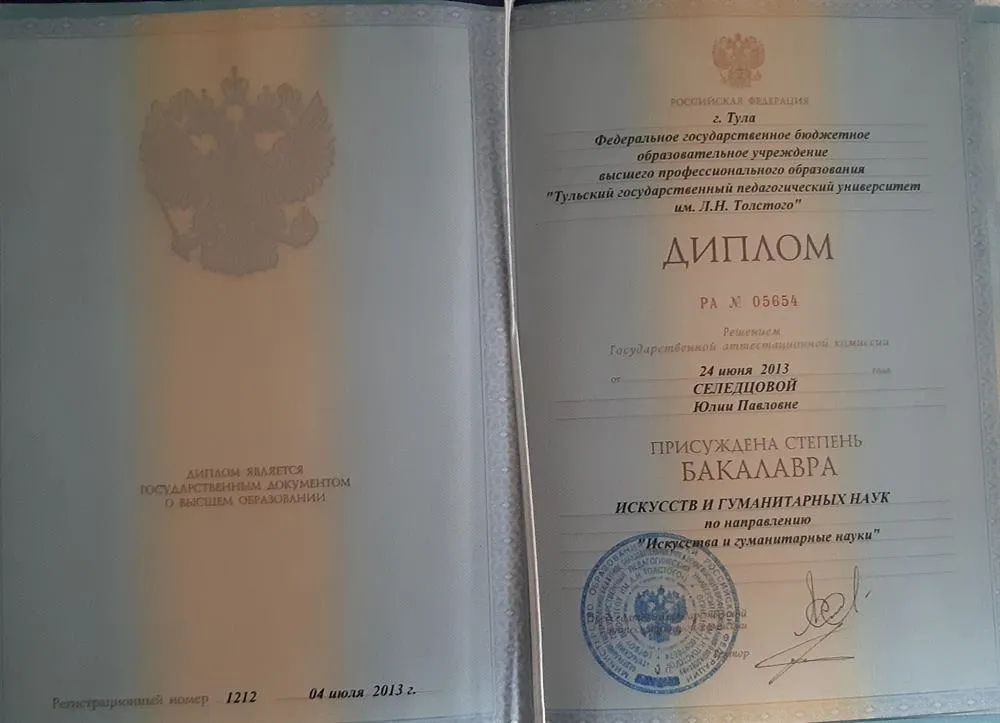 ДИПЛОМ ЯВЛЯЕТСЯ
ГОСУДАРСТВЕННЫМ ДОКУМЕНТОМ
О ВЫСШЕМ ОБРАЗОВАНИИ
Регистрационный номер 1212 04 июля 2013 г.
РОССИЙСКАЯ ФЕДЕРАЦИЯ
г. Тула
Федеральное государственное бюджетное
образовательное учреждение
высшего профессионального образования
"Тульский государственный педагогический университет
им. Л.Н. Толстого"
ДИПЛОМ
РА № 05654
Решением
Государственной аттестационной комиссии
от 24 июня 2013 года
СЕЛЕДЦОВОЙ
Юлии Павловне
ПРИСУЖДЕНА СТЕПЕНЬ
БАКАЛАВРА
ИСКУССТВ И ГУМАНИТАРНЫХ НАУК
по направлению
"Искусства и гуманитарные науки"
Ректор